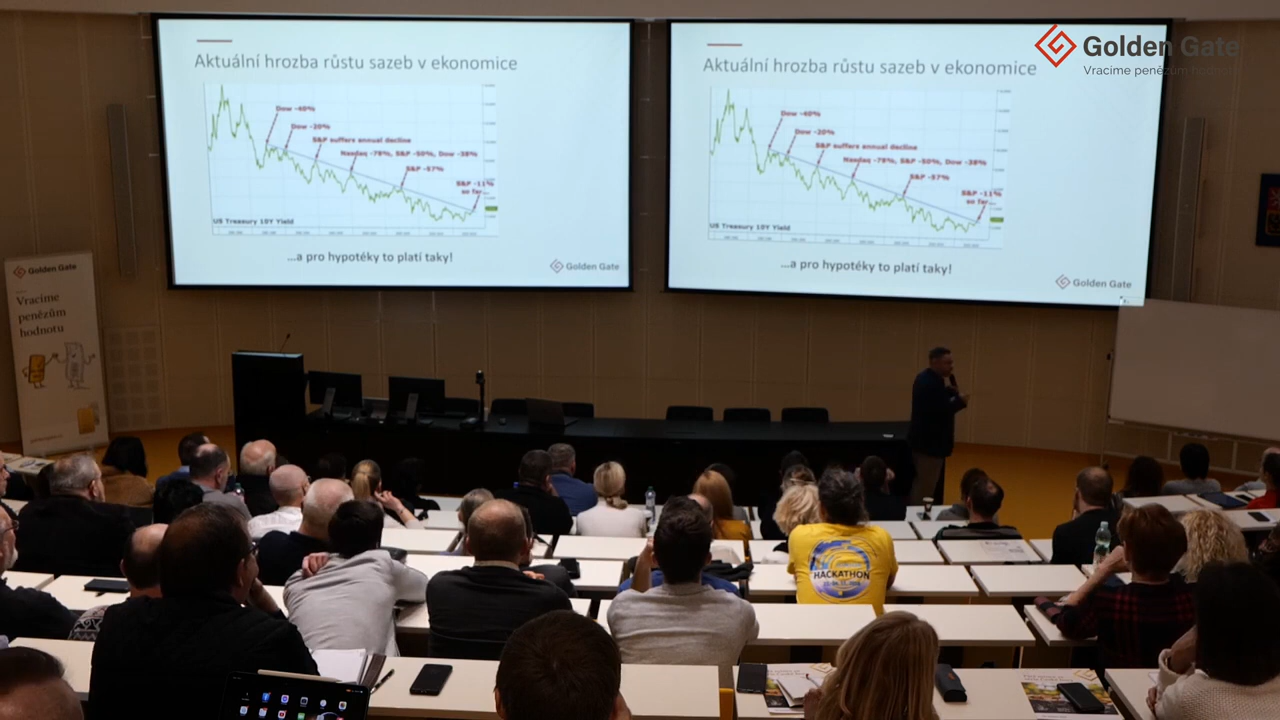 Aktuální hrozba růstu sazeb v ekonomice
Dow -40%
Dow -20%
S&P suffers annual decline
Nasdaq -78%, S&P -50%, Dow -38%
S&P -57%
S&P -11%
so far...
US Treasury 10Y Yield
...a pro hypotéky to platí taky!
Golden Gate
Aktuální hrozba růstu sazeb v ekonomice
Dow -40%
Dow -20%
S&P suffers annual decline
Nasdaq -78%, S&P -50%, Dow -38%
S&P -57%
S&P -11%
so far...
US Treasury 10Y Yield
...a pro hypotéky to platí taky!
Golden Gate
Golden Gate
Vracíme penězům hodnotu
Golden Gate
Vracíme
penězům
hodnotu
HACKATHON